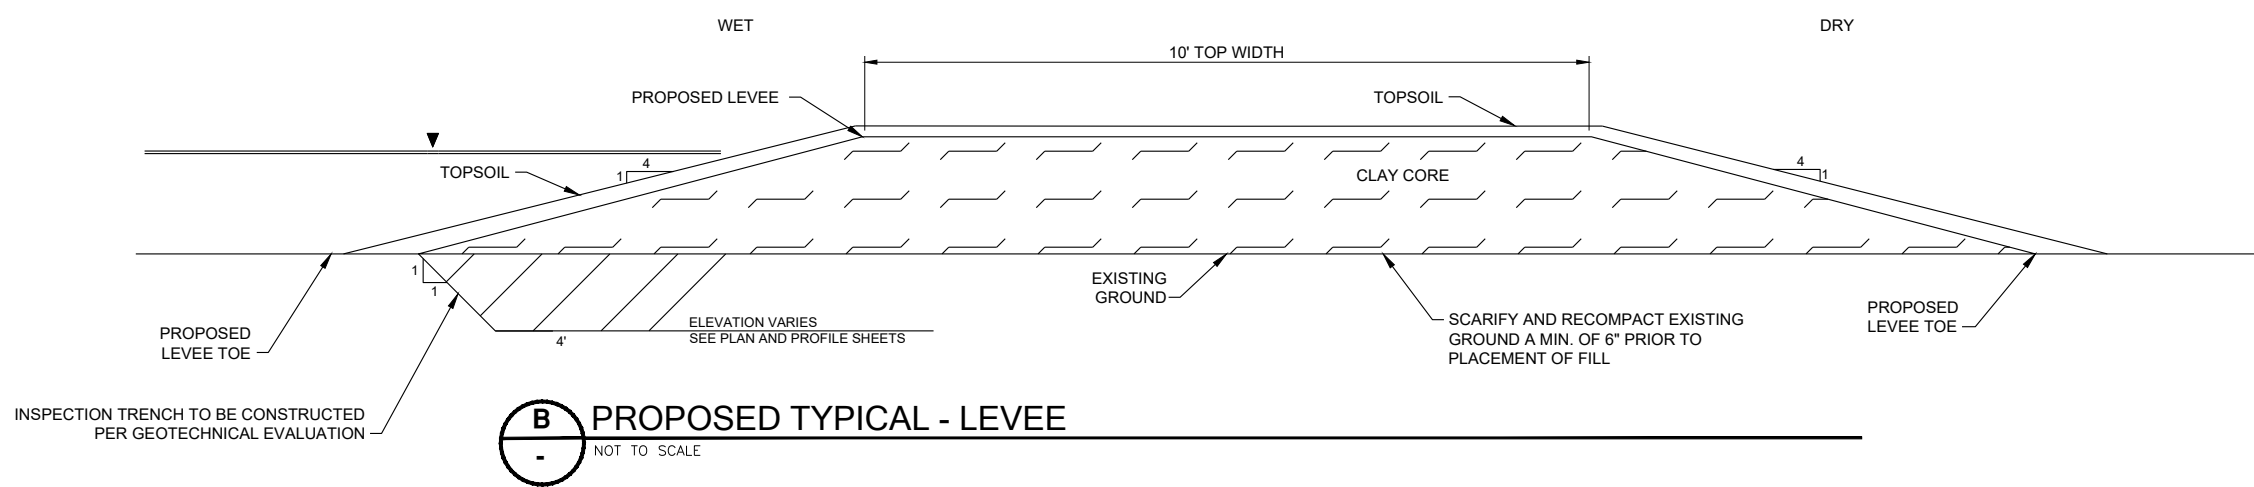 WET
DRY
10' TOP WIDTH
PROPOSED LEVEE
TOPSOIL
TOPSOIL
4
1
CLAY CORE
4
1
1
1
EXISTING
GROUND
PROPOSED
LEVEE TOE
ELEVATION VARIES
SEE PLAN AND PROFILE SHEETS
4'
SCARIFY AND RECOMPACT EXISTING
GROUND A MIN. OF 6" PRIOR TO
PLACEMENT OF FILL
PROPOSED
LEVEE TOE
INSPECTION TRENCH TO BE CONSTRUCTED
PER GEOTECHNICAL EVALUATION
B
-
PROPOSED TYPICAL - LEVEE
NOT TO SCALE